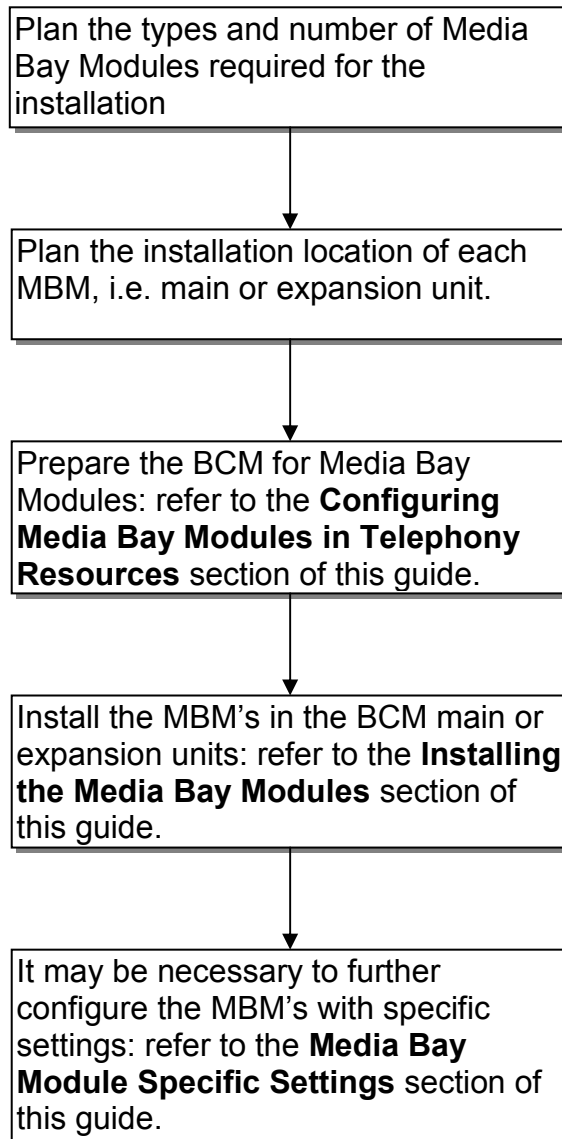 Plan the types and number of Media
Bay Modules required for the
installation
Plan the installation location of each
MBM, i.e. main or expansion unit.
Prepare the BCM for Media Bay
Modules: refer to the Configuring
Media Bay Modules in Telephony
Resources section of this guide.
Install the MBM's in the BCM main or
expansion units: refer to the Installing
the Media Bay Modules section of
this guide.
It may be necessary to further
configure the MBM's with specific
settings: refer to the Media Bay
Module Specific Settings section of
this guide.